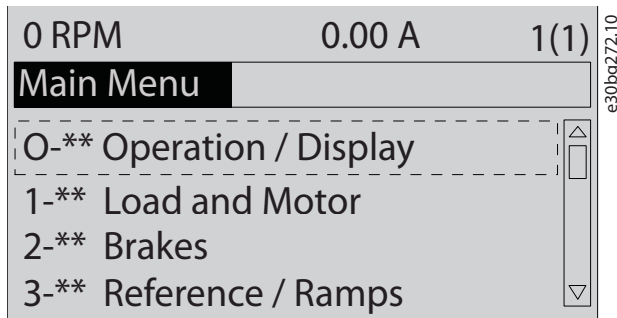 0 RPM 0.00 A 1(1)
Main Menu
O-** Operation / Display
1-** Load and Motor
2-** Brakes
3-** Reference / Ramps
e30bg272.10